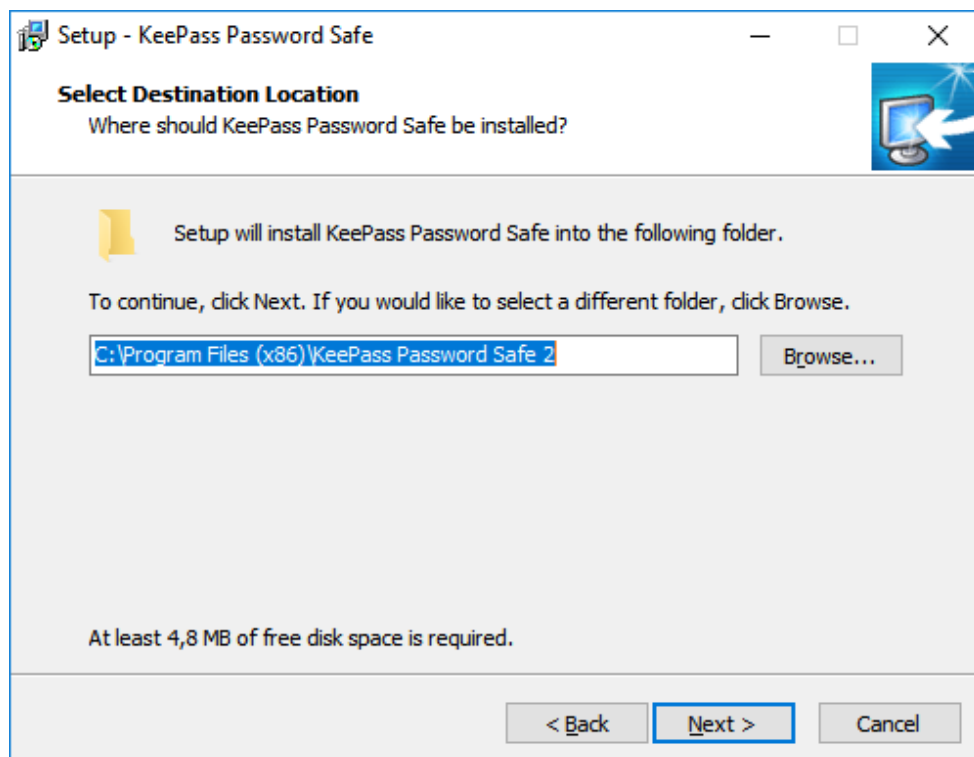 Setup - KeePass Password Safe
Select Destination Location
Where should KeePass Password Safe be installed?
Setup will install KeePass Password Safe into the following folder.
To continue, click Next. If you would like to select a different folder, click Browse.
C:\Program Files (x86)\KeePass Password Safe 2
Browse...
At least 4,8 MB of free disk space is required.
< Back
Next >
Cancel